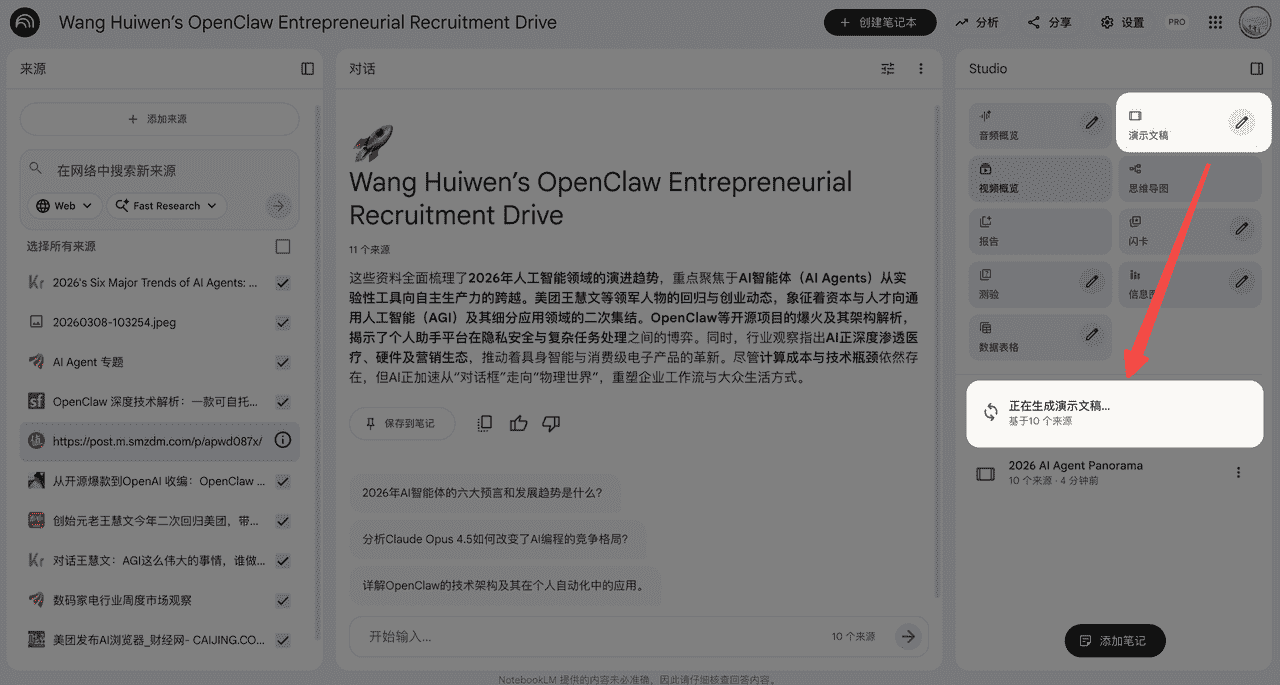 Wang Huiwen’s OpenClaw Entrepreneurial Recruitment Drive
创建笔记本
分析
分享
设置
PRO
来源
添加来源
在网络中搜索新来源
Web
Fast Research
选择所有来源
2026's Six Major Trends of AI Agents: ...
20260308-103254.jpeg
AI Agent 专题
OpenClaw 深度技术解析：一款可自托...
https://post.m.smzdm.com/p/apwd087x/
从开源爆款到OpenAI 收编：OpenClaw ...
创始元老王慧文今年二次回归美团，带...
对话王慧文：AGI这么伟大的事情，谁做...
数码家电行业周度市场观察
美团发布AI浏览器_财经网- CAIJING.CO...
对话
Wang Huiwen’s OpenClaw Entrepreneurial
Recruitment Drive
11 个来源
这些资料全面梳理了2026年人工智能领域的演进趋势，重点聚焦于AI智能体（AI Agents）从实
验性工具向自主生产力的跨越。美团王慧文等领军人物的回归与创业动态，象征着资本与人才向通
用人工智能（AGI）及其细分应用领域的二次集结。OpenClaw等开源项目的爆火及其架构解析，
揭示了个人助手平台在隐私安全与复杂任务处理之间的博弈。同时，行业观察指出AI正深度渗透医
疗、硬件及营销生态，推动着具身智能与消费级电子产品的革新。尽管计算成本与技术瓶颈依然存
在，但AI正加速从“对话框”走向“物理世界”，重塑企业工作流与大众生活方式。
保存到笔记
2026年AI智能体的六大预言和发展趋势是什么？
分析Claude Opus 4.5如何改变了AI编程的竞争格局？
详解OpenClaw的技术架构及其在个人自动化中的应用。
开始输入...
10 个来源
NotebookLM 提供的内容未必准确，因此请仔细核查回答内容。
Studio
音频概览
演示文稿
视频概览
思维导图
报告
闪卡
测验
信息图
数据表格
正在生成演示文稿...
基于10 个来源
2026 AI Agent Panorama
10 个来源 · 4 分钟前
添加笔记